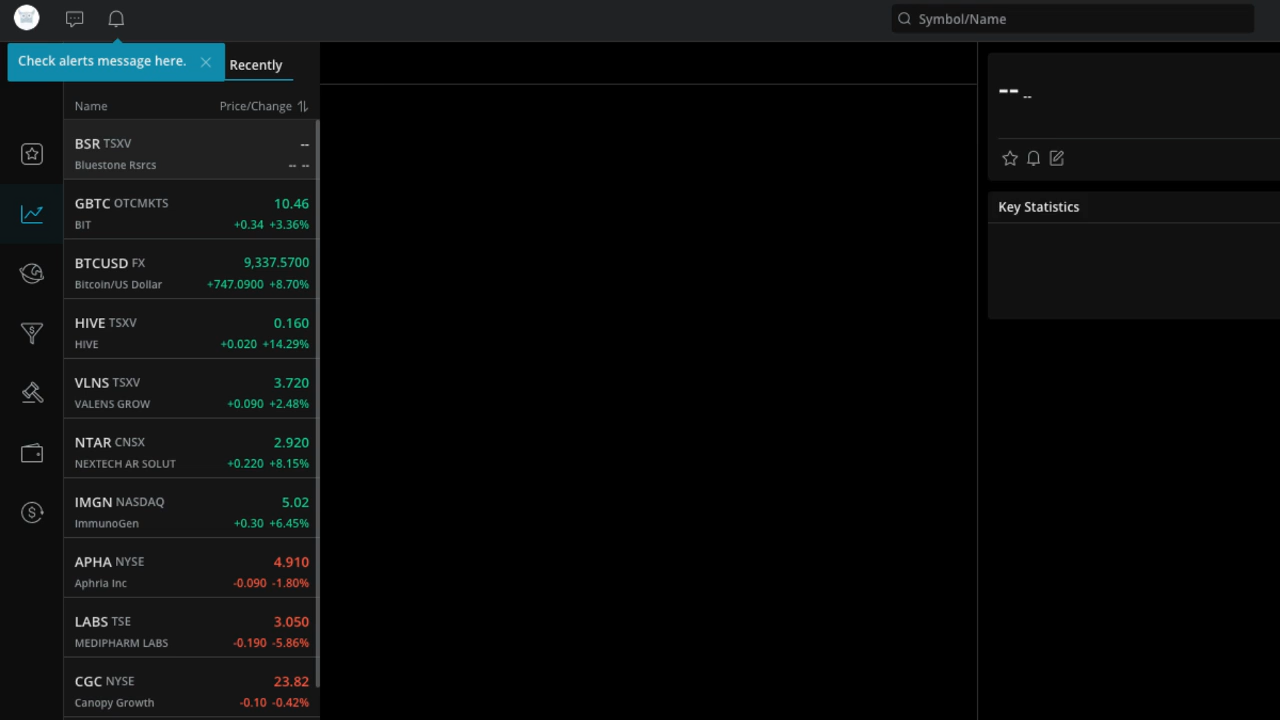 Symbol/Name
Check alerts message here.
Recently
Name Price/Change
BSR TSXV --
Bluestone Rsrcs -- --
GBTC OTCMKTS 10.46
BIT +0.34 +3.36%
BTCUSD FX 9,337.5700
Bitcoin/US Dollar +747.0900 +8.70%
HIVE TSXV 0.160
HIVE +0.020 +14.29%
VLNS TSXV 3.720
VALENS GROW +0.090 +2.48%
NTAR CNSX 2.920
NEXTECH AR SOLUT +0.220 +8.15%
IMGN NASDAQ 5.02
ImmunoGen +0.30 +6.45%
APHA NYSE 4.910
Aphria Inc -0.090 -1.80%
LABS TSE 3.050
MEDIPHARM LABS -0.190 -5.86%
CGC NYSE 23.82
Canopy Growth -0.10 -0.42%
-- --
Key Statistics